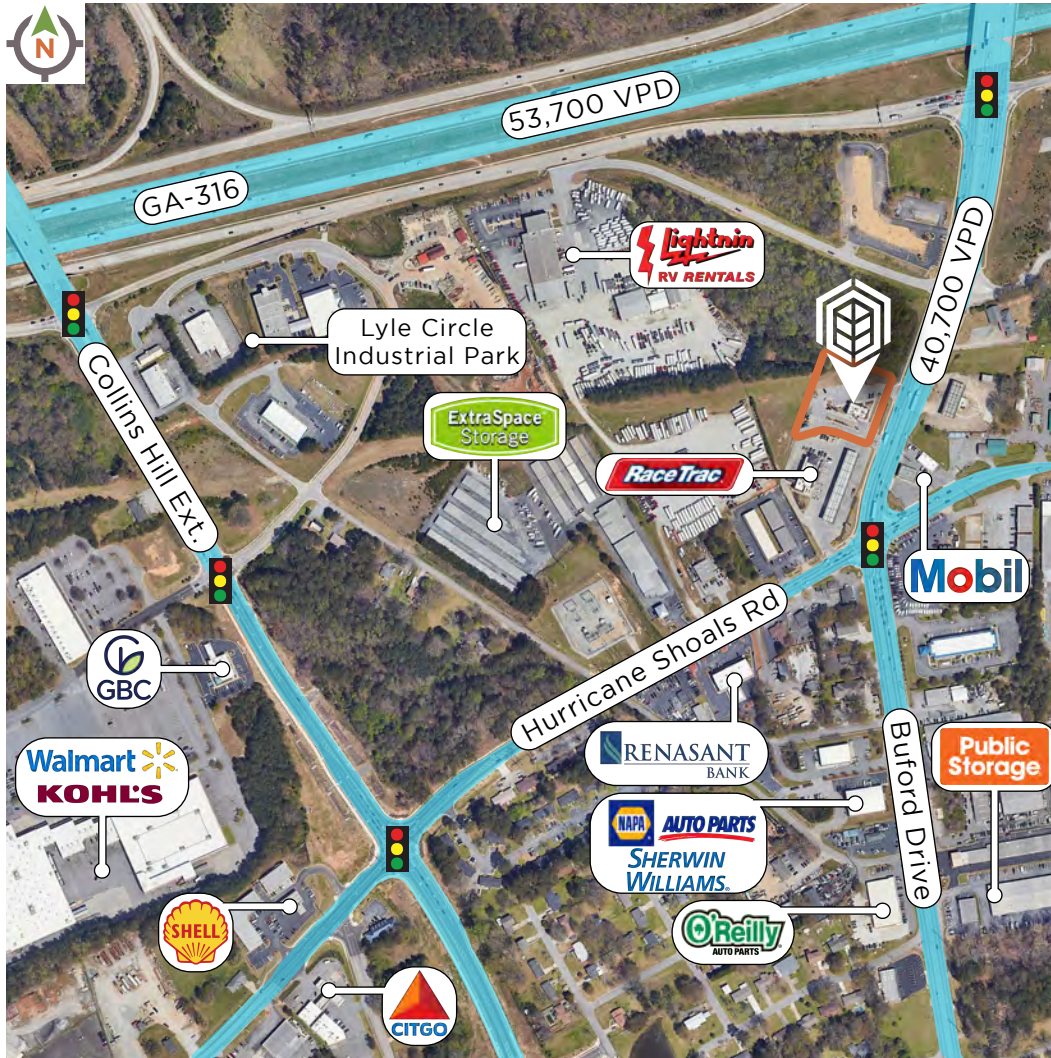 N
53,700 VPD
GA-316
40,700 VPD
Lightnin
RV RENTALS
Lyle Circle
Industrial Park
Collins Hill Ext.
ExtraSpace
Storage
RaceTrac
Mobil
Hurricane Shoals Rd
GBC
RENASANT
BANK
Buford Drive
Public
Storage
Walmart
KOHL'S
NAPA AUTO PARTS
SHERWIN
WILLIAMS.
SHELL
O'Reilly
AUTO PARTS
CITGO